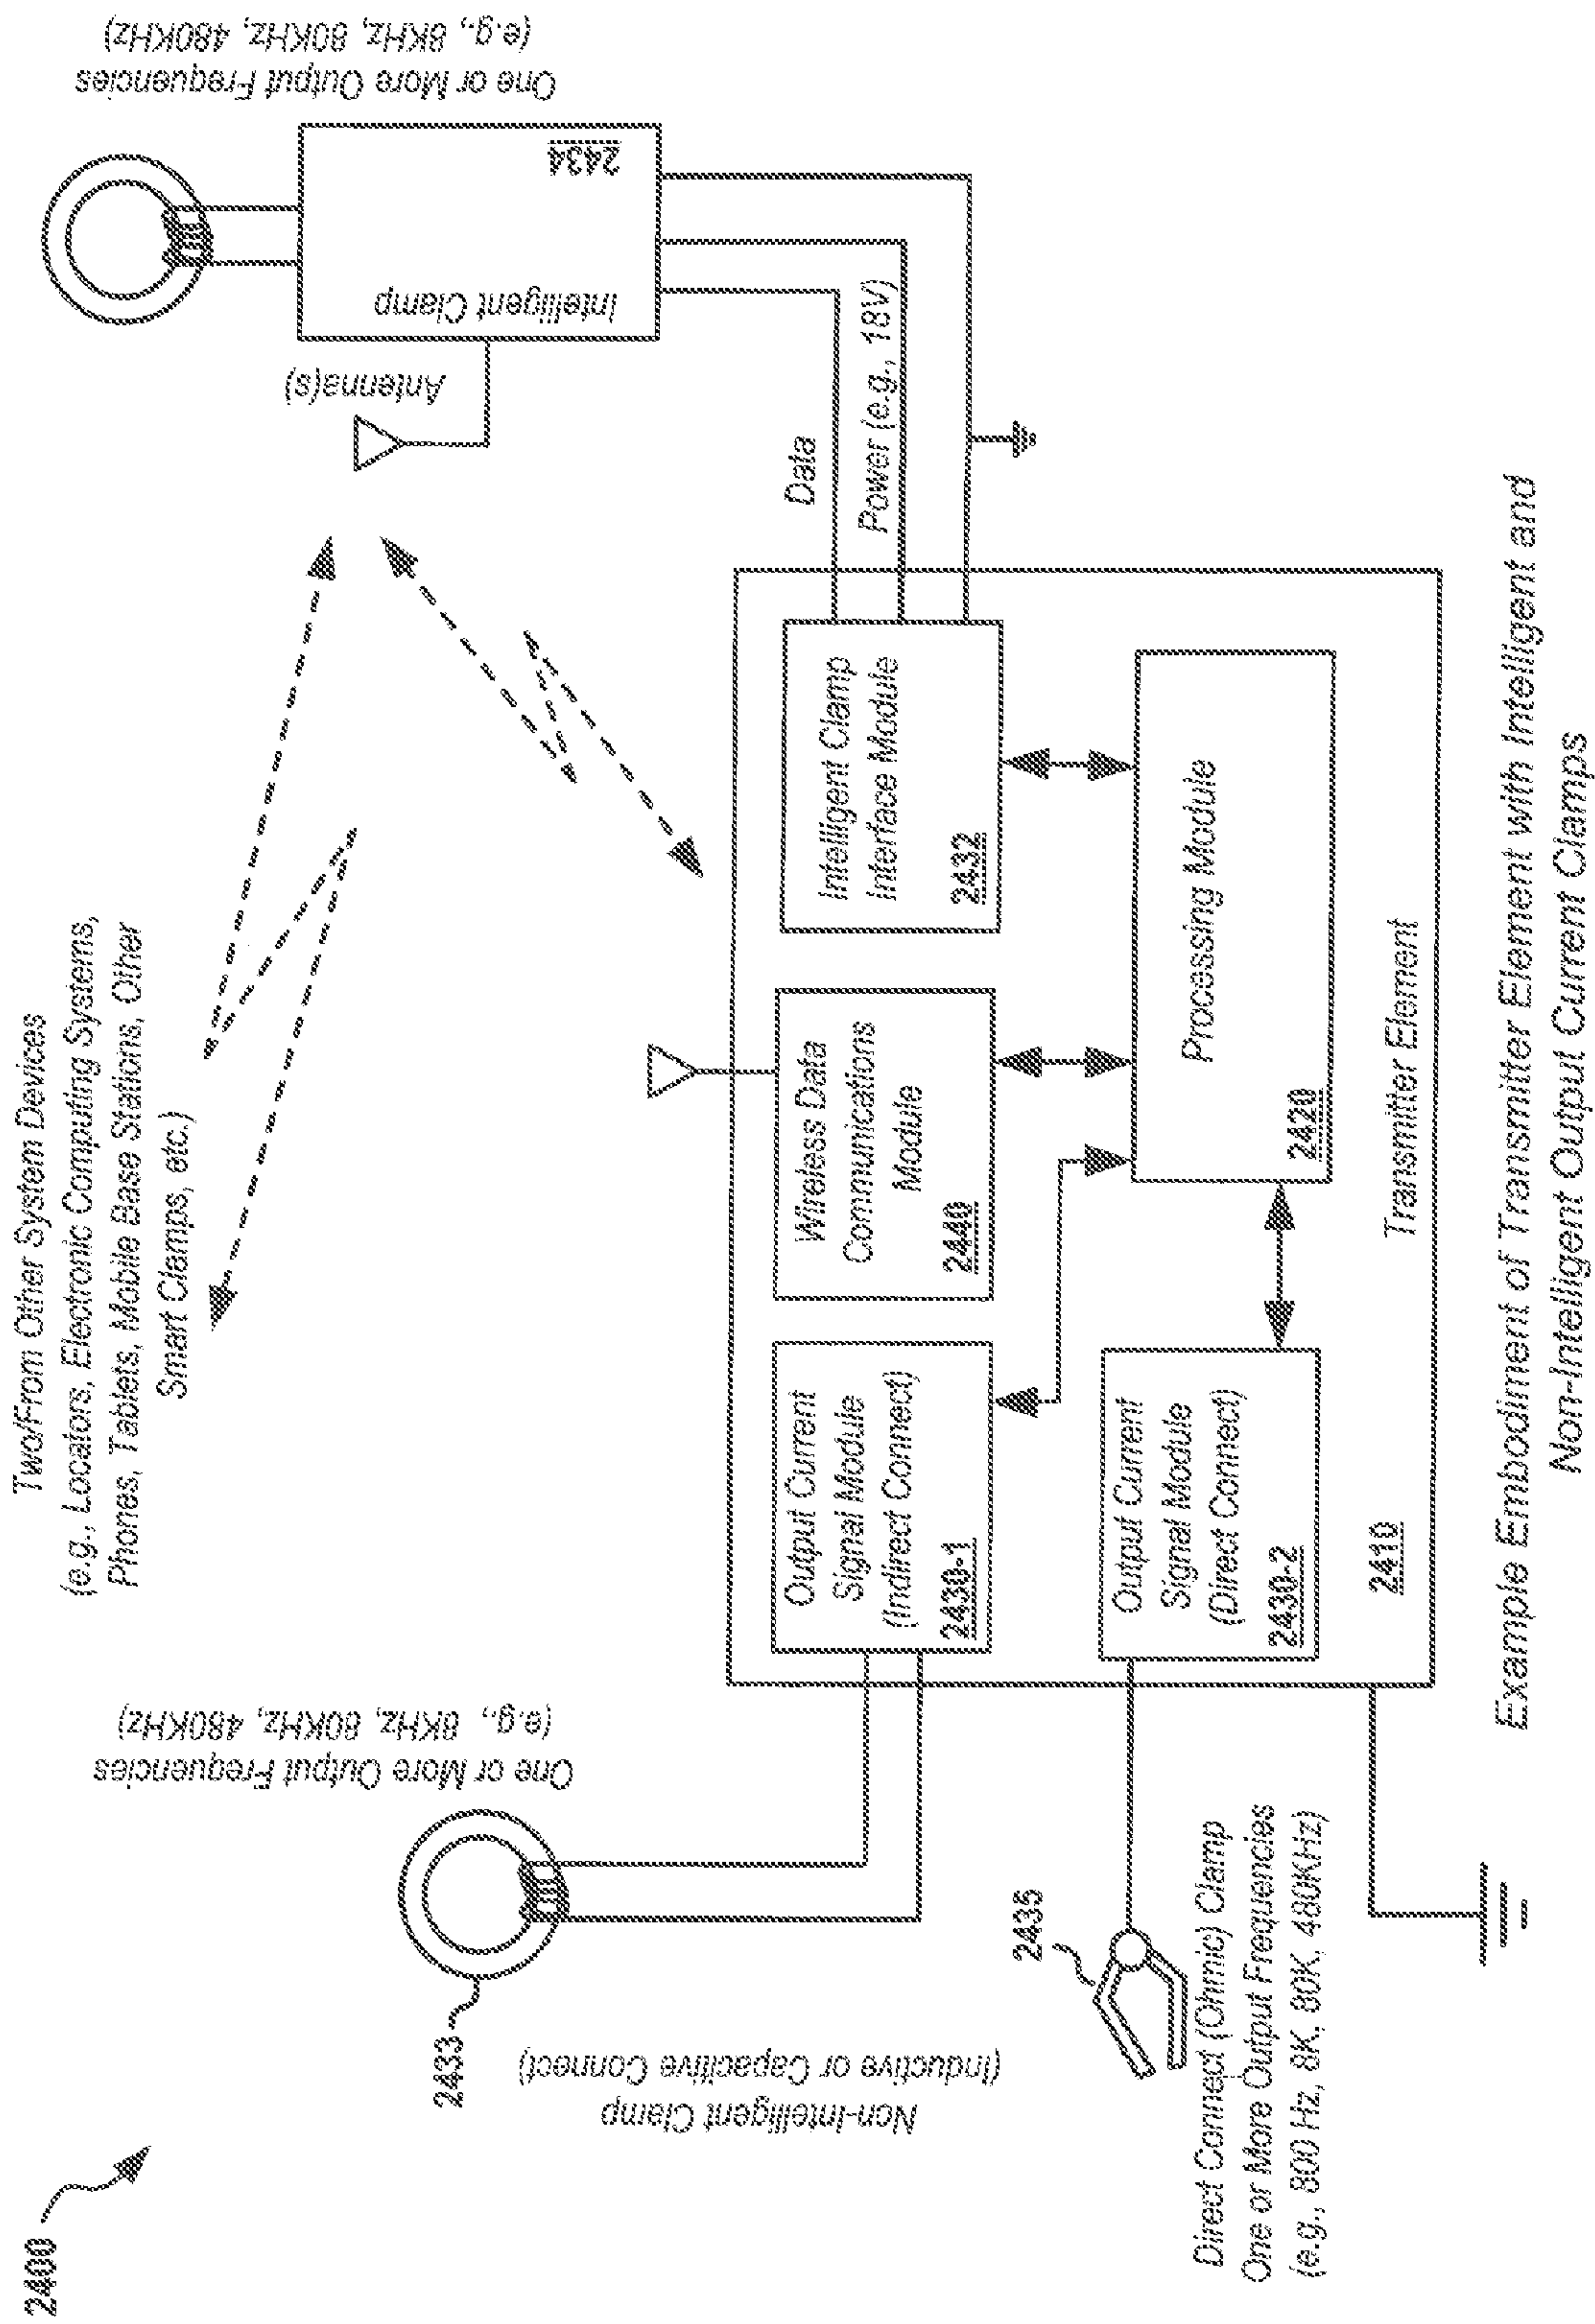 2400
Two/From Other System Devices
(e.g., Locators, Electronic Computing Systems,
Phones, Tablets, Mobile Base Stations, Other
Smart Clamps, etc.)
One or More Output Frequencies
(e.g., 8KHz, 80KHz, 480KHz)
Antenna(s)
Intelligent Clamp
2434
One or More Output Frequencies
(e.g., 8KHz, 80KHz, 480KHz)
2433
Non-Intelligent Clamp
(Inductive or Capacitive Connect)
Data
Power (e.g., 18V)
Output Current
Signal Module
(Indirect Connect)
2430-1
Wireless Data
Communications
Module
2440
Intelligent Clamp
Interface Module
2432
2435
Direct Connect (Ohmic) Clamp
One or More Output Frequencies
(e.g., 800 Hz, 8K, 80K, 480KHz)
Output Current
Signal Module
(Direct Connect)
2430-2
Processing Module
2420
2410
Transmitter Element
Example Embodiment of Transmitter Element with Intelligent and
Non-Intelligent Output Current Clamps